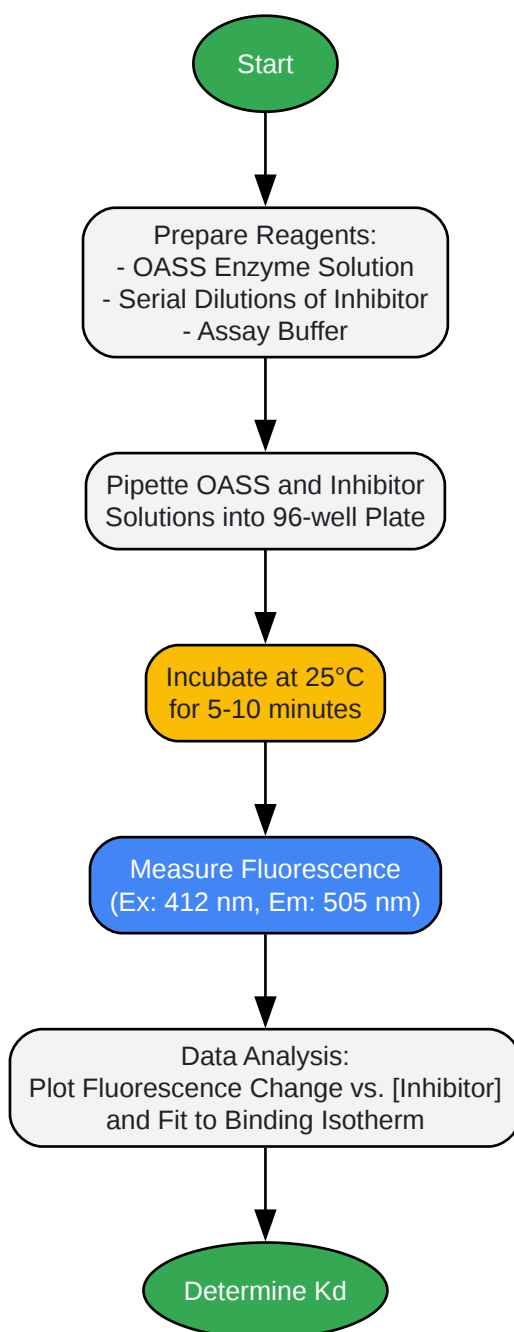 Start
Prepare Reagents:
- OASS Enzyme Solution
- Serial Dilutions of Inhibitor
- Assay Buffer
Pipette OASS and Inhibitor
Solutions into 96-well Plate
Incubate at 25°C
for 5-10 minutes
Measure Fluorescence
(Ex: 412 nm, Em: 505 nm)
Data Analysis:
Plot Fluorescence Change vs. [Inhibitor]
and Fit to Binding Isotherm
Determine Kd